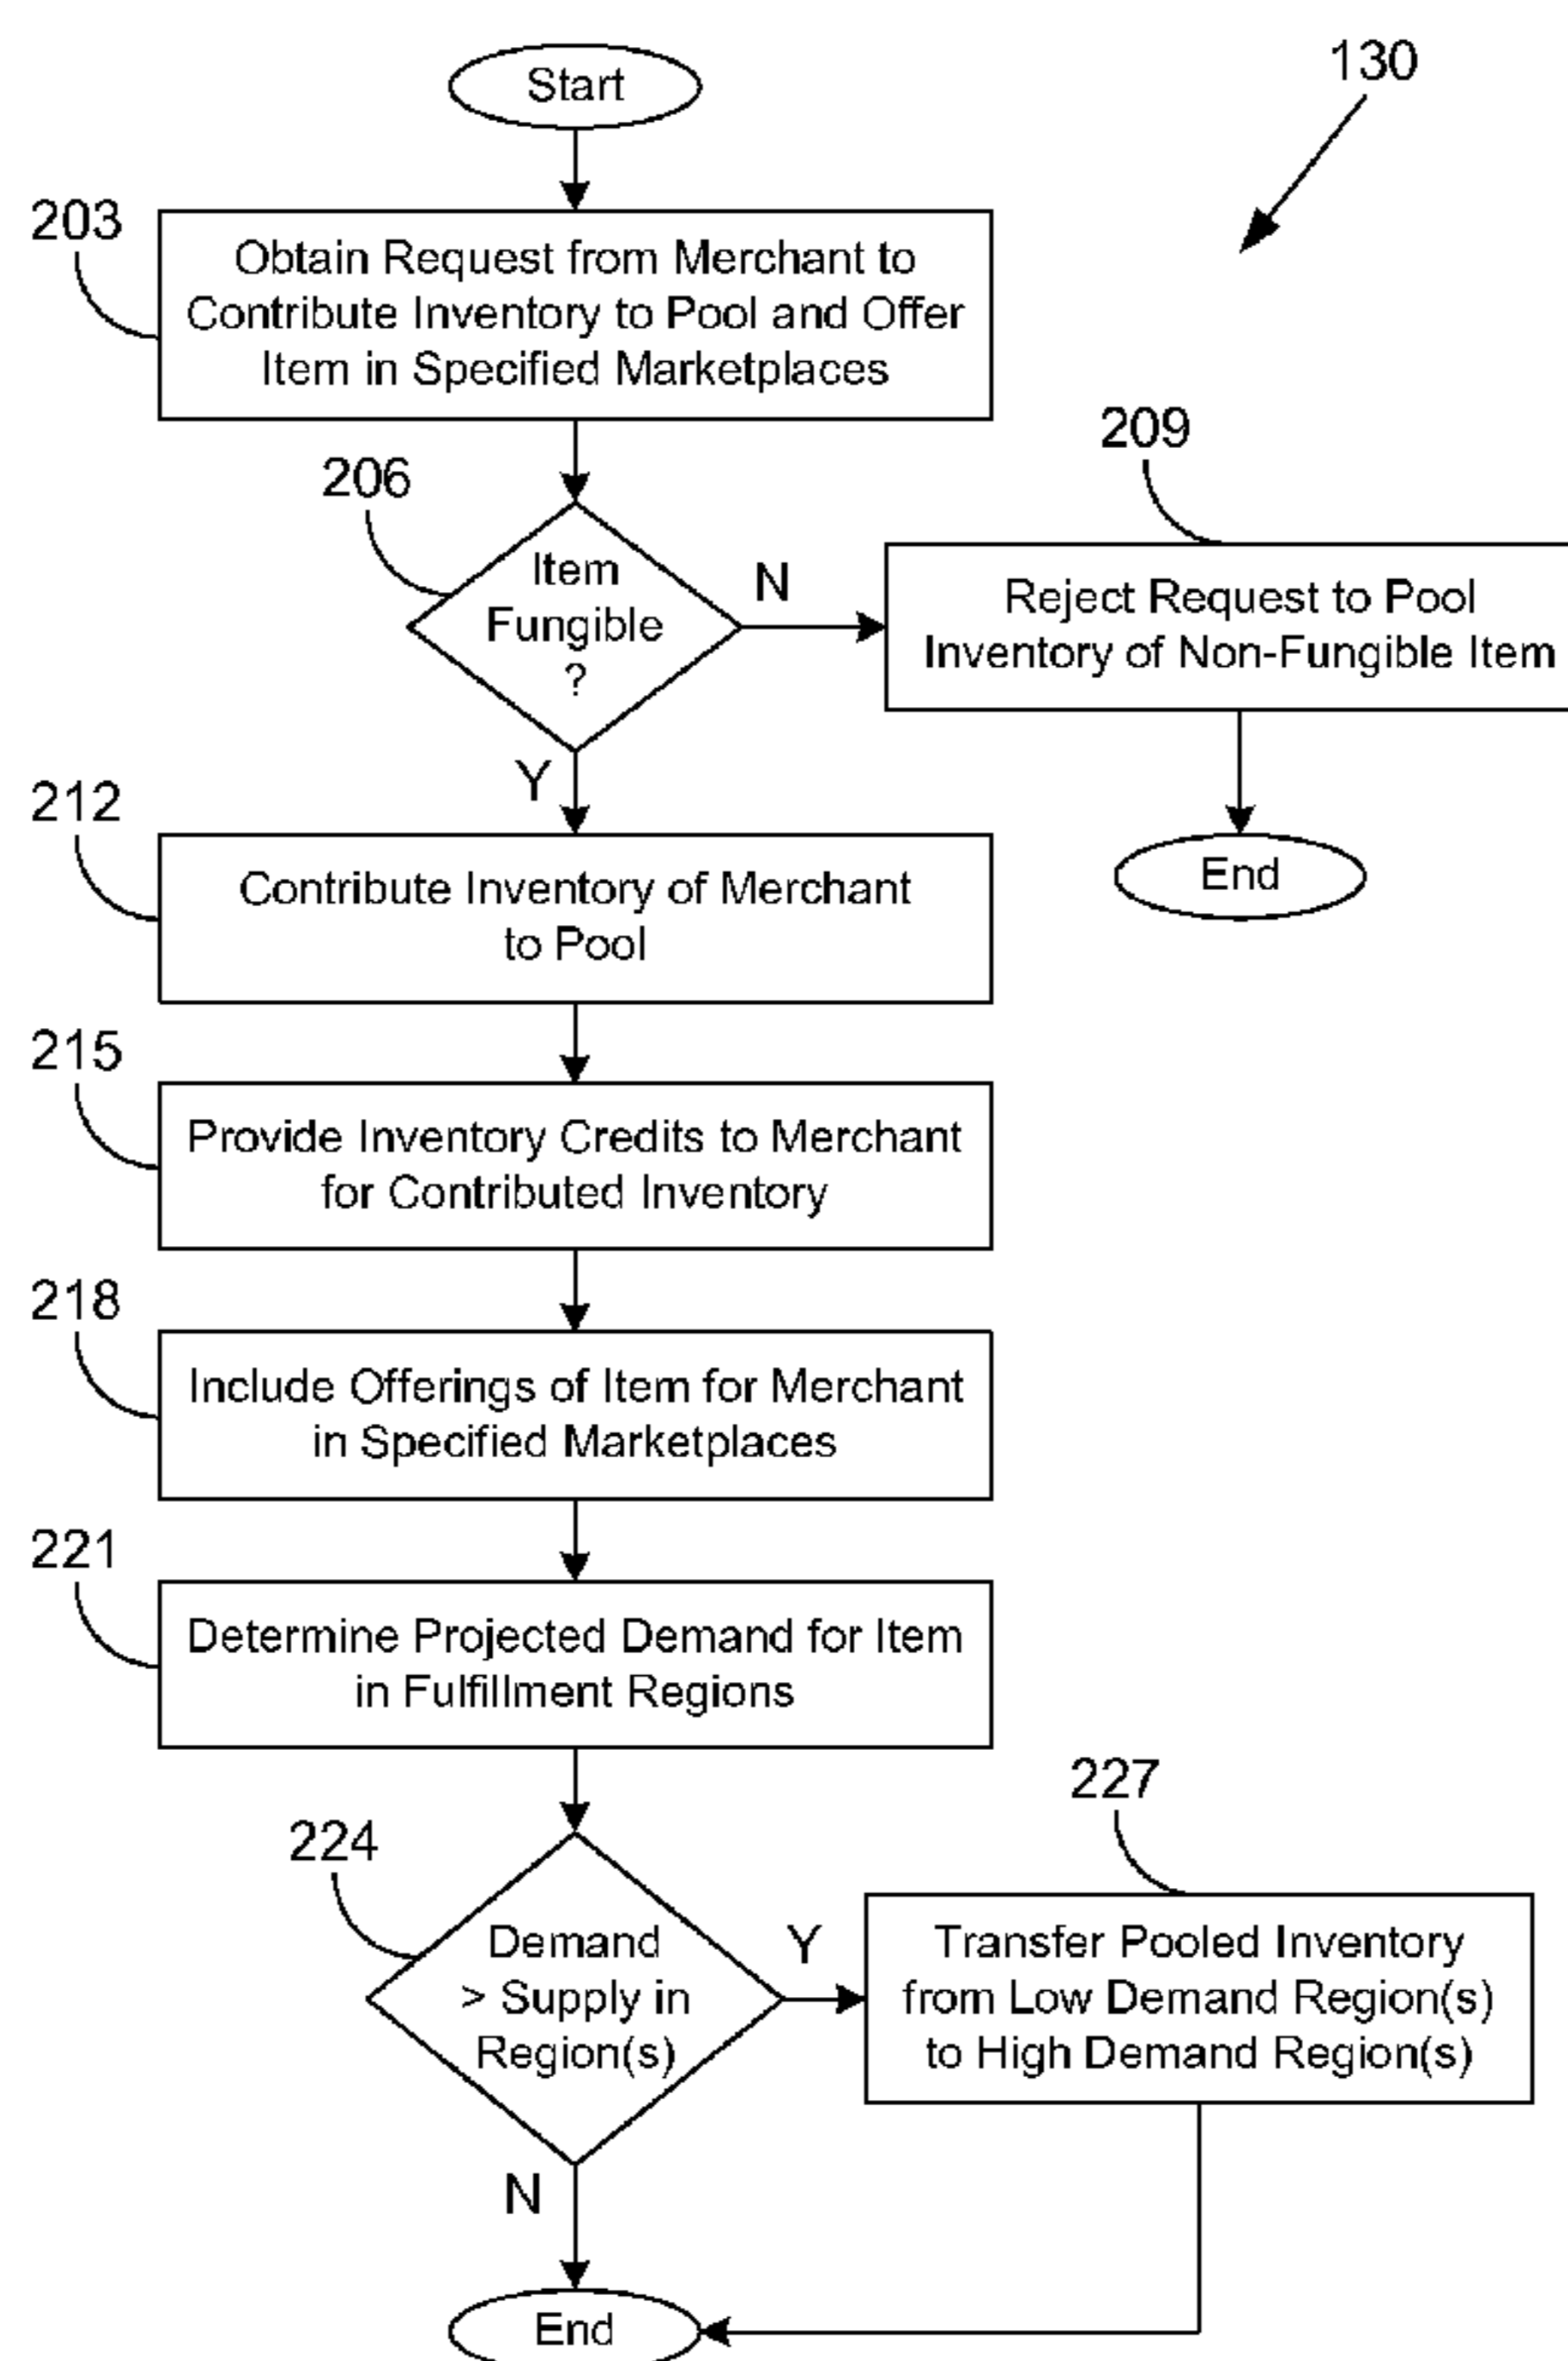 Start
130
203
Obtain Request from Merchant to
Contribute Inventory to Pool and Offer
Item in Specified Marketplaces
206
Item
Fungible
?
N
209
Reject Request to Pool
Inventory of Non-Fungible Item
End
Y
212
Contribute Inventory of Merchant
to Pool
215
Provide Inventory Credits to Merchant
for Contributed Inventory
218
Include Offerings of Item for Merchant
in Specified Marketplaces
221
Determine Projected Demand for Item
in Fulfillment Regions
224
Demand
> Supply in
Region(s)
Y
227
Transfer Pooled Inventory
from Low Demand Region(s)
to High Demand Region(s)
N
End